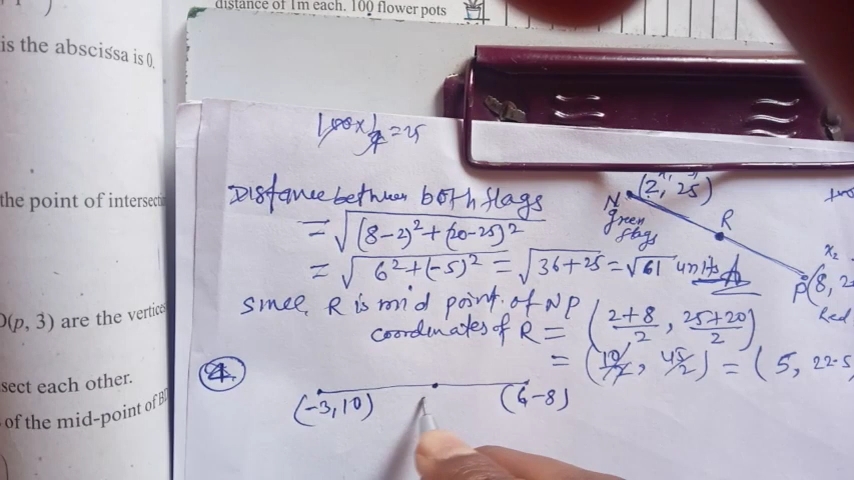 distance of 1m each. 100 flower pots
is the abscissa is 0.
the point of intersecti
D(p, 3) are the vertice
sect each other.
of the mid-point of B
100x1/4=25
Distance between both flags
= √(8-2)²+(20-25)²
= √6²+(-5)² = √36+25 = √61 units
Since, R is mid point of NP
coordinates of R = (2+8/2, 25+20/2)
= (10/2, 45/2) = (5, 22.5
N (2, 25)
green
flags
R
x₂
P(8, 2
Red
4.
(-3,10) (6-8)